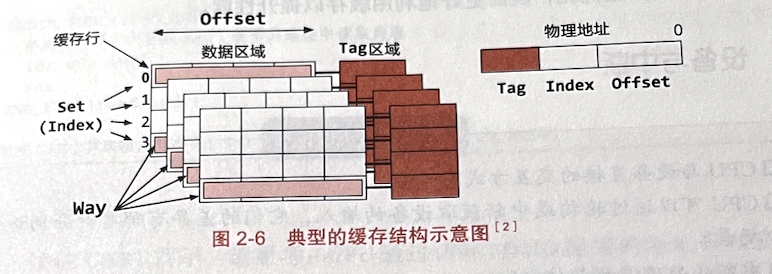 Offset
缓存行
数据区域
Tag区域
物理地址
0
Tag Index Offset
0
1
2
3
Set
(Index)
Way
图 2-6 典型的缓存结构示意图[2]